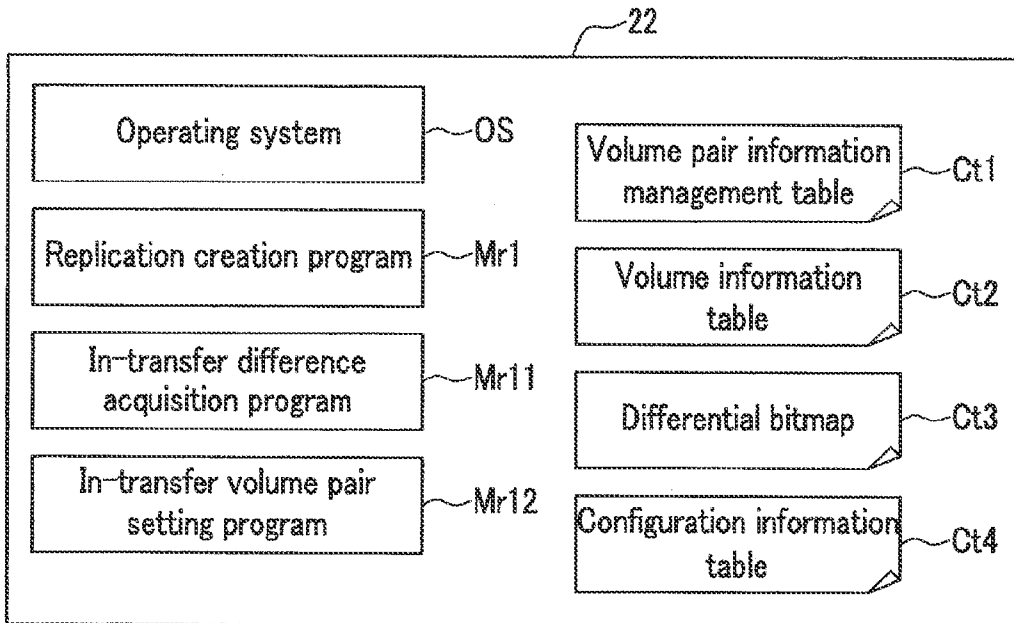 22
Operating system
OS
Replication creation program
Mr1
In-transfer difference
acquisition program
Mr11
In-transfer volume pair
setting program
Mr12
Volume pair information
management table
Ct1
Volume information
table
Ct2
Differential bitmap
Ct3
Configuration information
table
Ct4